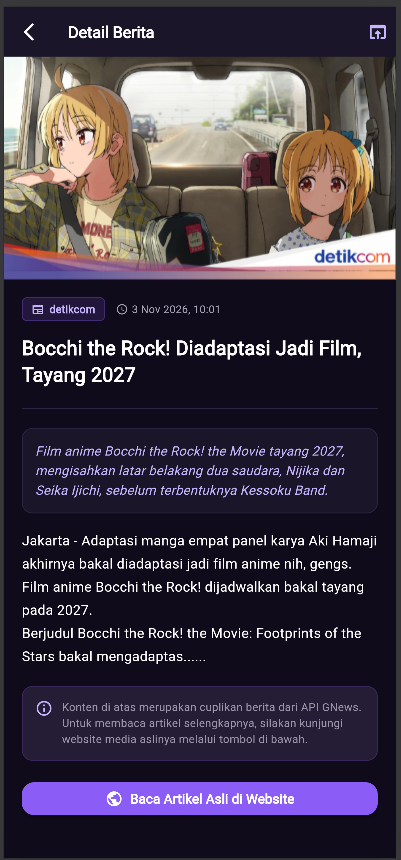 Detail Berita
detikcom
detikcom
3 Nov 2026, 10:01
Bocchi the Rock! Diadaptasi Jadi Film,
Tayang 2027
Film anime Bocchi the Rock! the Movie tayang 2027,
mengisahkan latar belakang dua saudara, Nijika dan
Seika Ijichi, sebelum terbentuknya Kessoku Band.
Jakarta - Adaptasi manga empat panel karya Aki Hamaji
akhirnya bakal diadaptasi jadi film anime nih, gengs.
Film anime Bocchi the Rock! dijadwalkan bakal tayang
pada 2027.
Berjudul Bocchi the Rock! the Movie: Footprints of the
Stars bakal mengadaptas......
Konten di atas merupakan cuplikan berita dari API GNews.
Untuk membaca artikel selengkapnya, silakan kunjungi
website media aslinya melalui tombol di bawah.
Baca Artikel Asli di Website